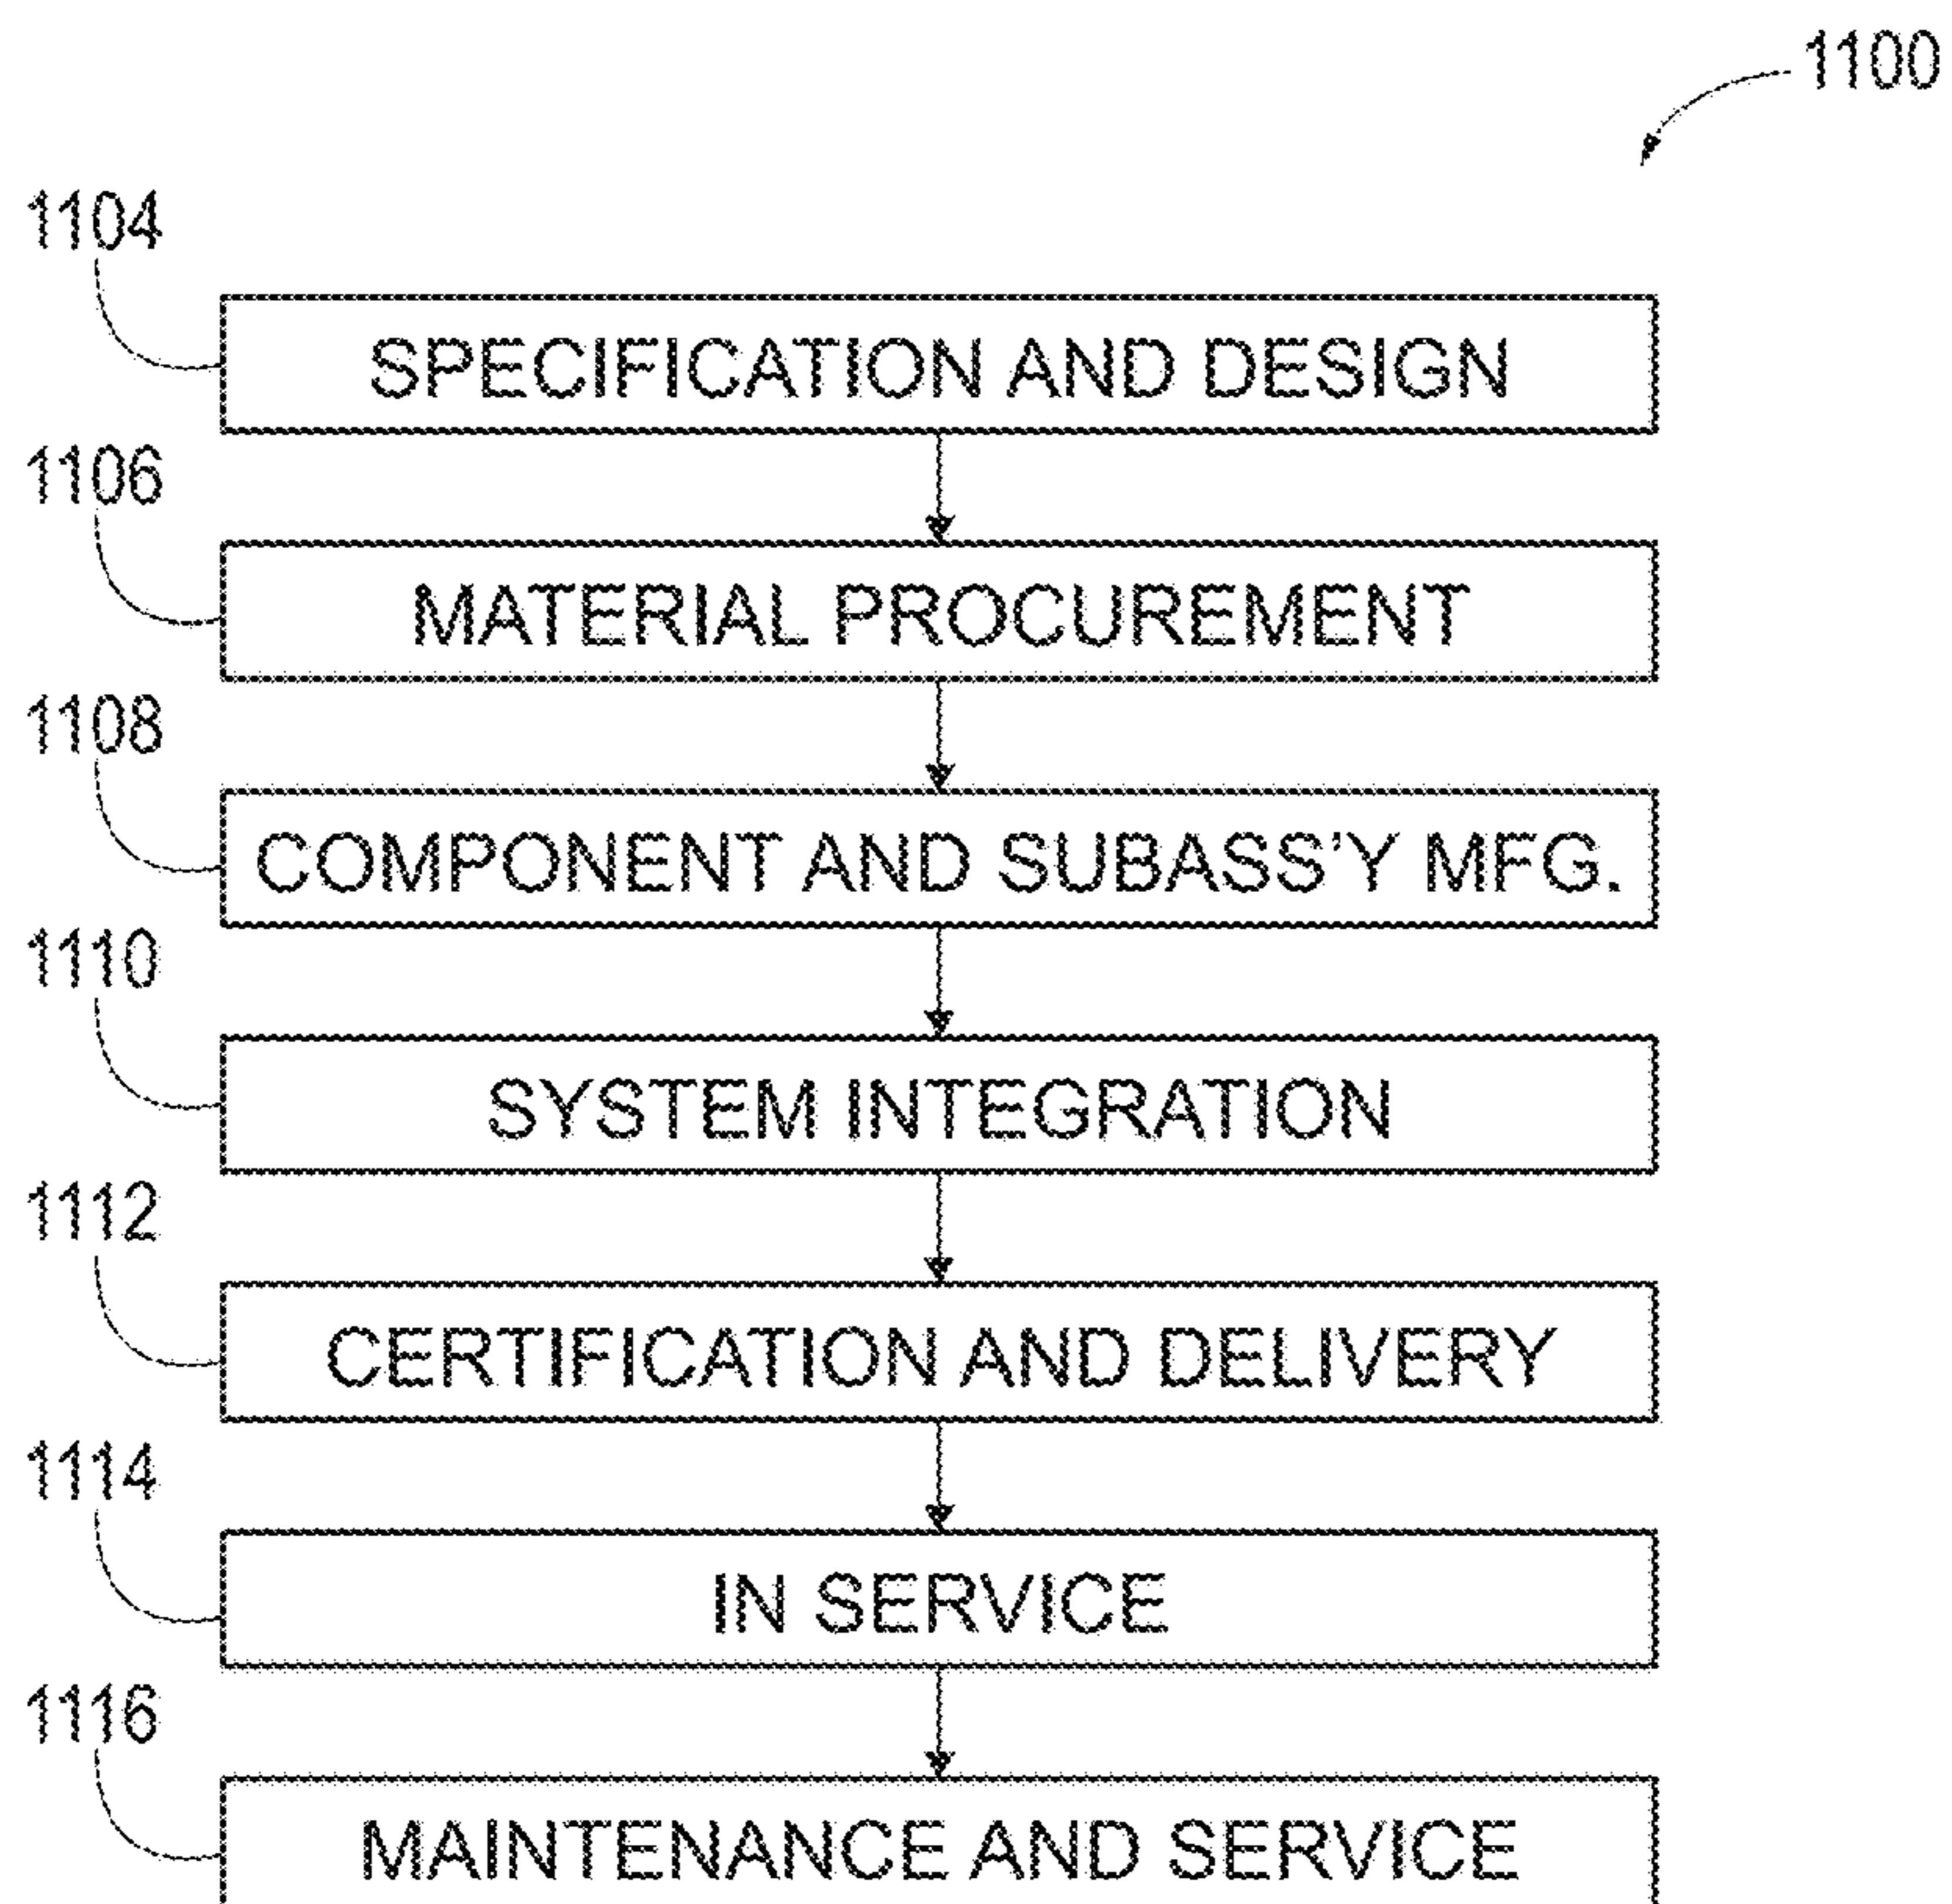 1100
1104
SPECIFICATION AND DESIGN
1106
MATERIAL PROCUREMENT
1108
COMPONENT AND SUBASS'Y MFG.
1110
SYSTEM INTEGRATION
1112
CERTIFICATION AND DELIVERY
1114
IN SERVICE
1116
MAINTENANCE AND SERVICE